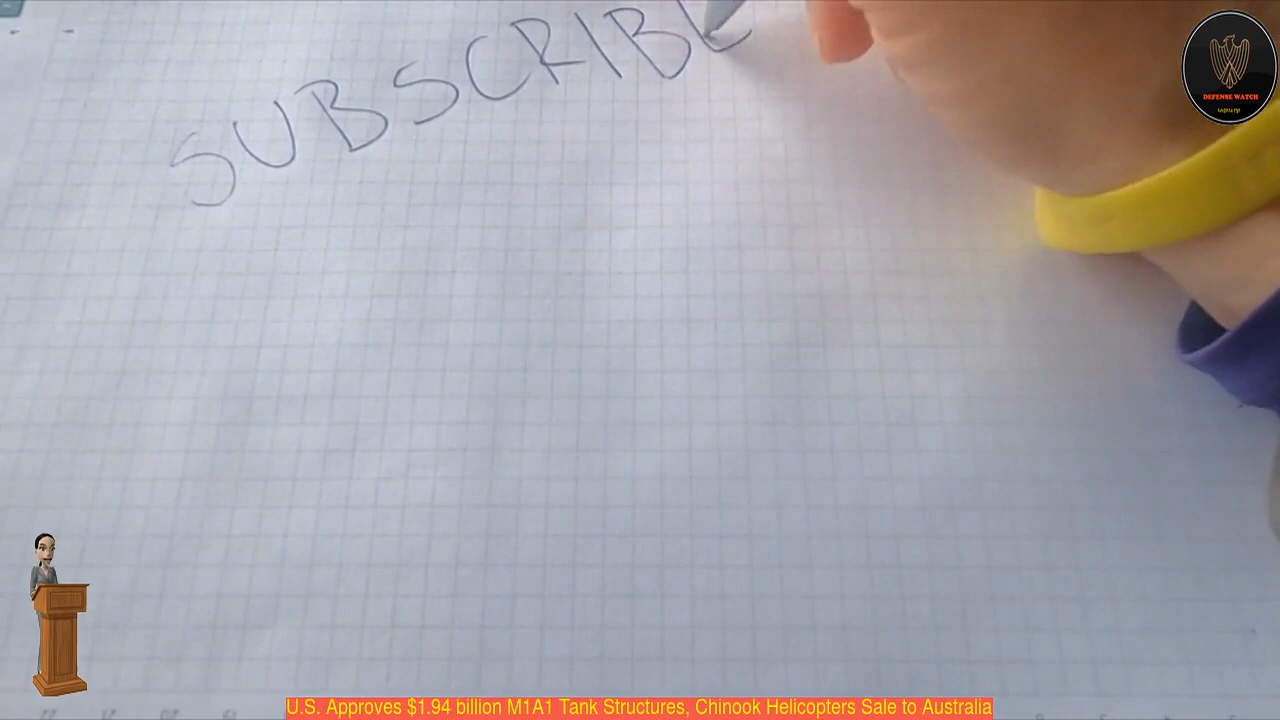 SUBSCRIBE
DEFENSE WATCH
U.S. Approves $1.94 billion M1A1 Tank Structures, Chinook Helicopters Sale to Australia